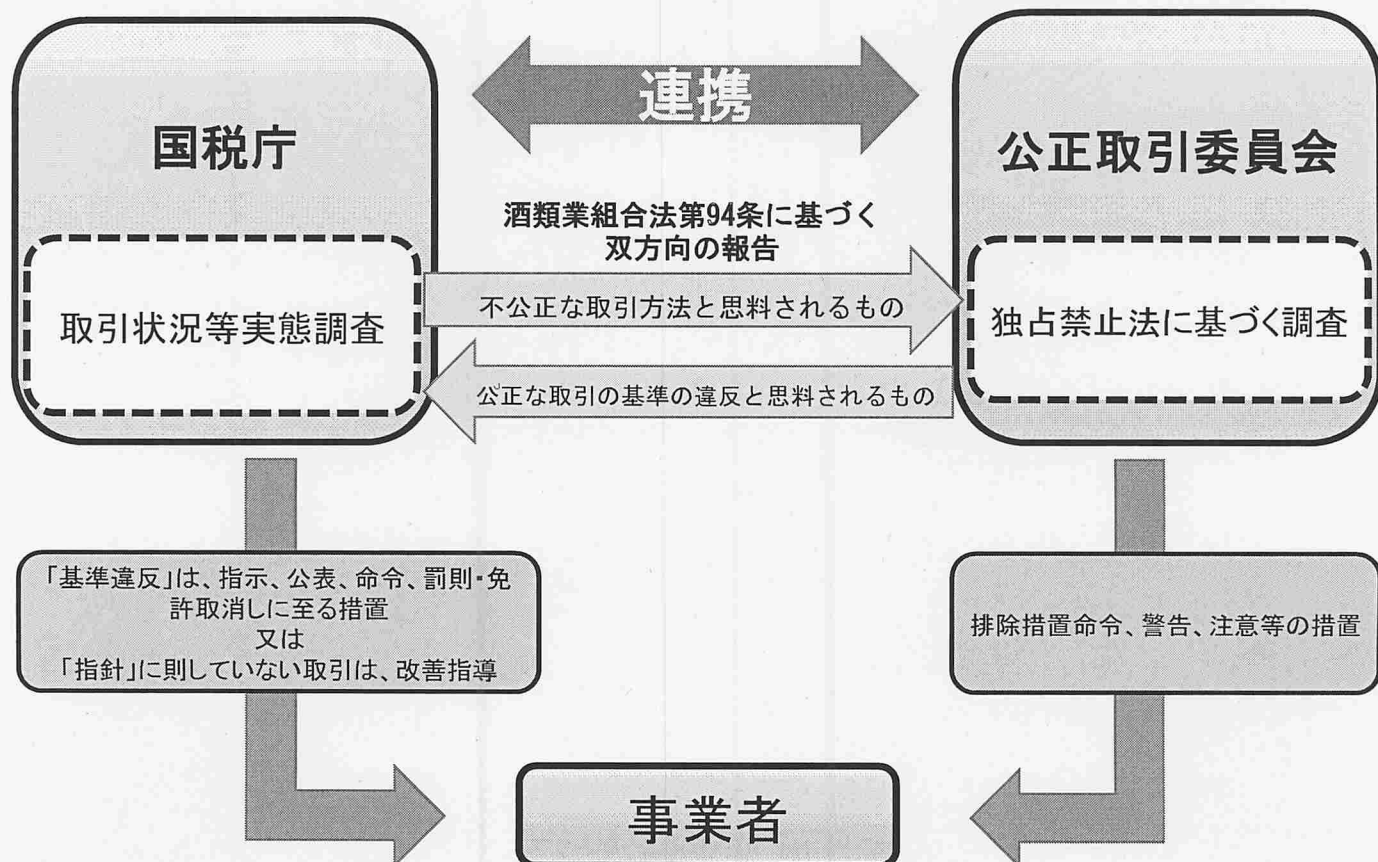 連携
国税庁
公正取引委員会
酒類業組合法第94条に基づく
双方向の報告
取引状況等実態調査
不公正な取引方法と思料されるもの
独占禁止法に基づく調査
公正な取引の基準の違反と思料されるもの
「基準違反」は、指示、公表、命令、罰則・免
許取消しに至る措置
又は
「指針」に則していない取引は、改善指導
排除措置命令、警告、注意等の措置
事業者